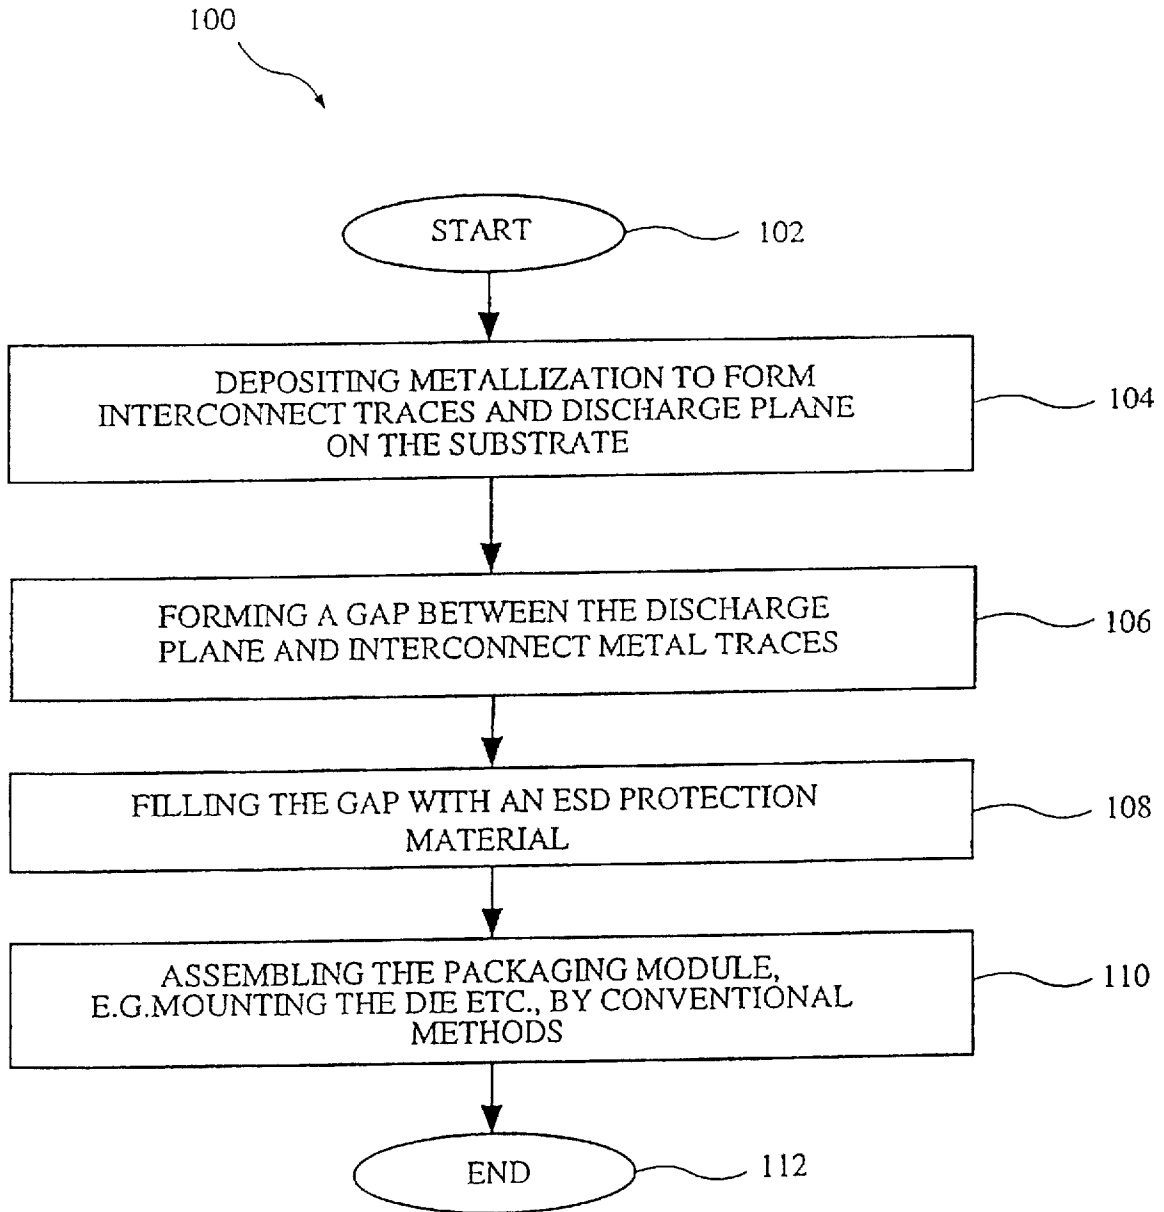 100
START
102
DEPOSITING METALLIZATION TO FORM
INTERCONNECT TRACES AND DISCHARGE PLANE
ON THE SUBSTRATE
104
FORMING A GAP BETWEEN THE DISCHARGE
PLANE AND INTERCONNECT METAL TRACES
106
FILLING THE GAP WITH AN ESD PROTECTION
MATERIAL
108
ASSEMBLING THE PACKAGING MODULE,
E.G.MOUNTING THE DIE ETC., BY CONVENTIONAL
METHODS
110
END
112